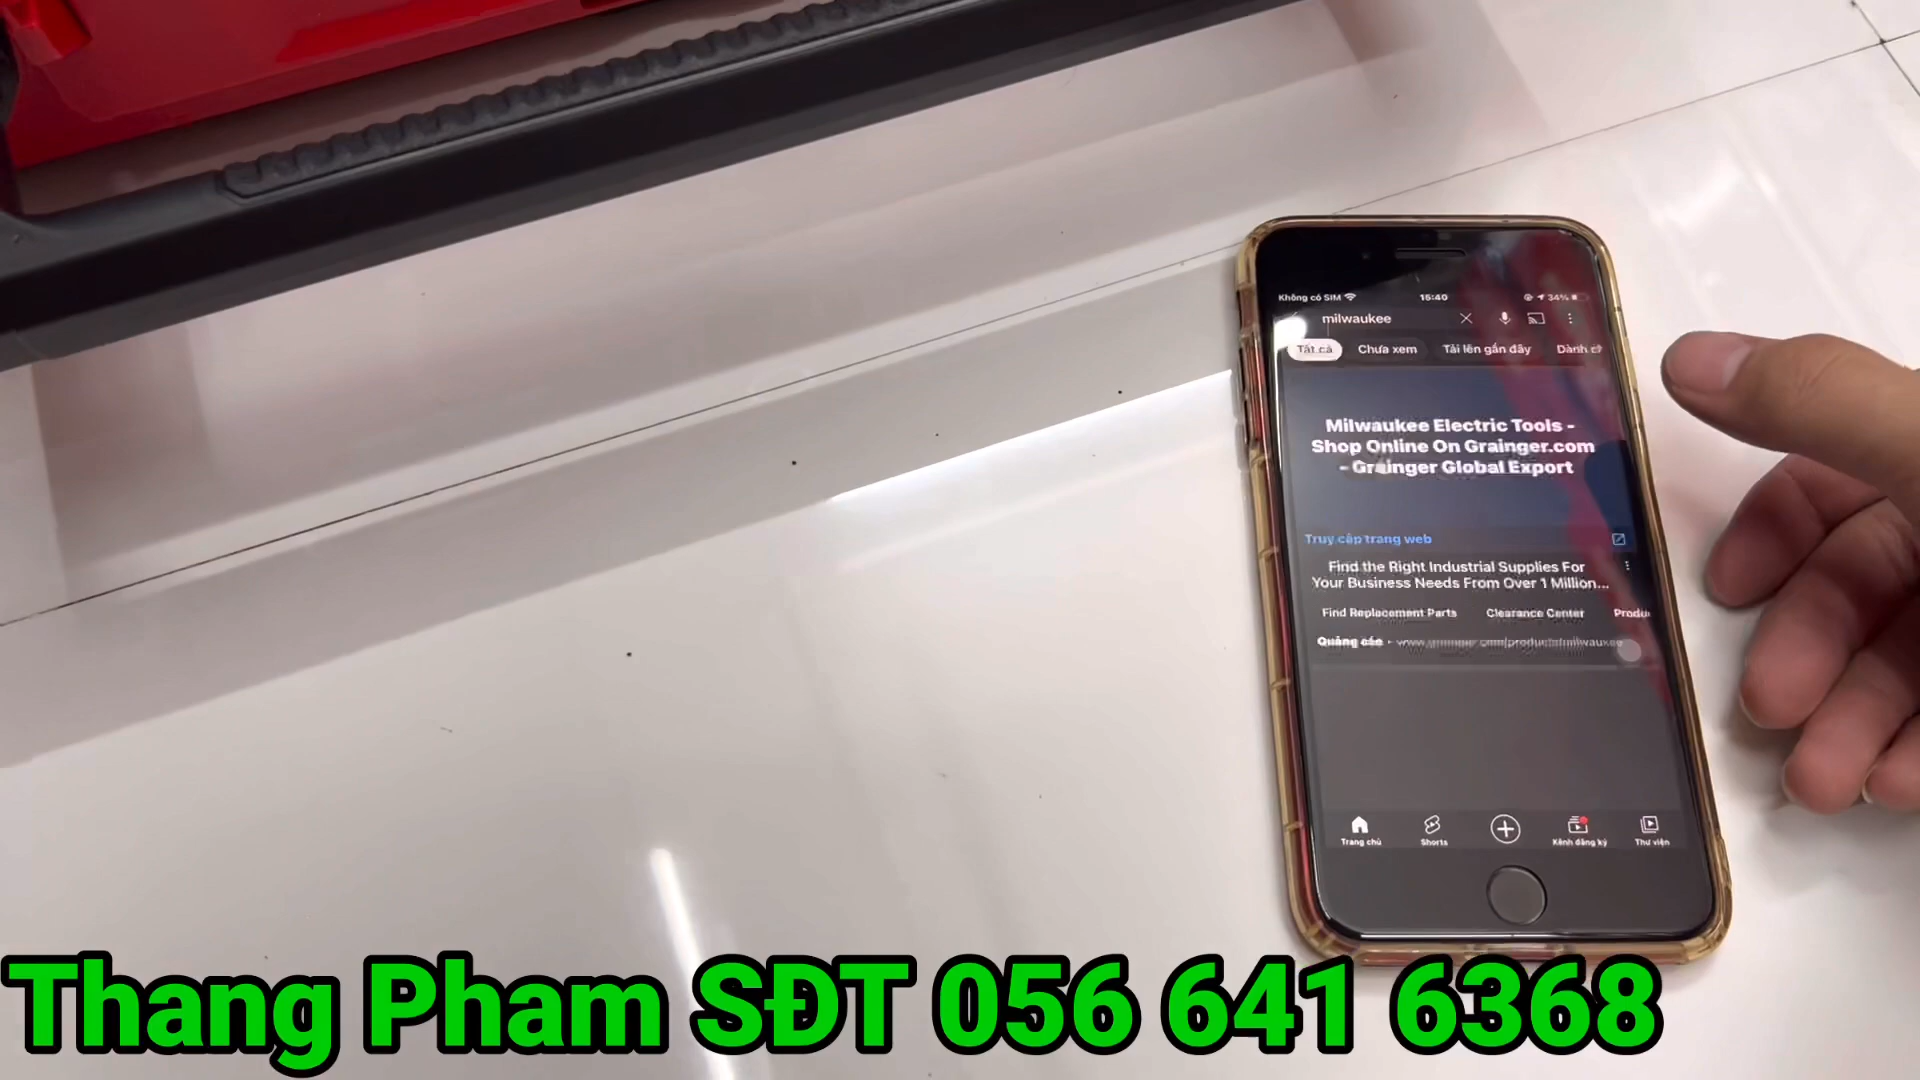 Không có SIM 15:40 34%
milwaukee
Tất cả Chưa xem Tải lên gần đây Dành ch
Milwaukee Electric Tools -
Shop Online On Grainger.com
- Grainger Global Export
Truy cập trang web
Find the Right Industrial Supplies For
Your Business Needs From Over 1 Million...
Find Replacement Parts Clearance Center Produ
Quảng cáo
Trang chủ Shorts Kênh đăng ký Thư viện
Thang Pham SĐT 056 641 6368